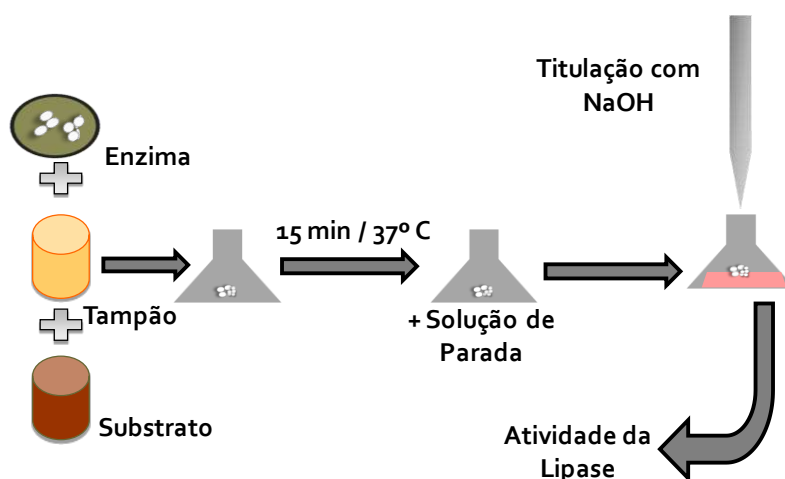 Titulação com
NaOH
Enzima
15 min / 37º C
Tampão
+ Solução de
Parada
Substrato
Atividade da
Lipase